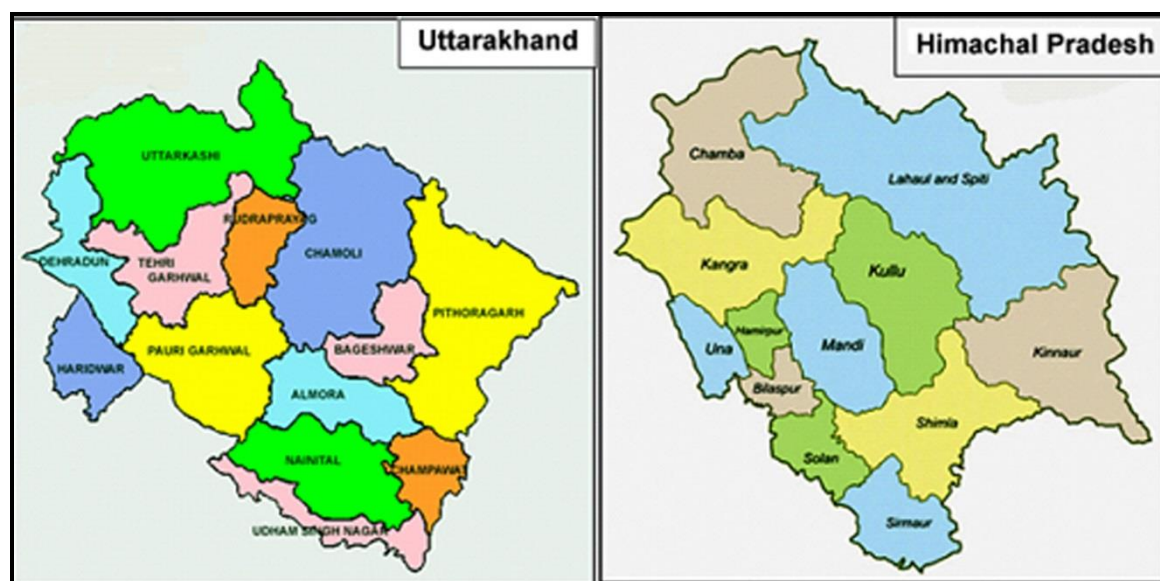 Uttarakhand
UTTARKASHI
RUDRAPRAYAG
DEHRADUN
TEHRI
GARHWAL
CHAMOLI
PITHORAGARH
HARIDWAR
PAURI GARHWAL
BAGESHWAR
ALMORA
NAINITAL
CHAMPAWAT
UDHAM SINGH NAGAR
Himachal Pradesh
Chamba
Lahaul and Spiti
Kangra
Kullu
Una
Hamirpur
Mandi
Kinnaur
Bilaspur
Shimla
Solan
Sirmaur